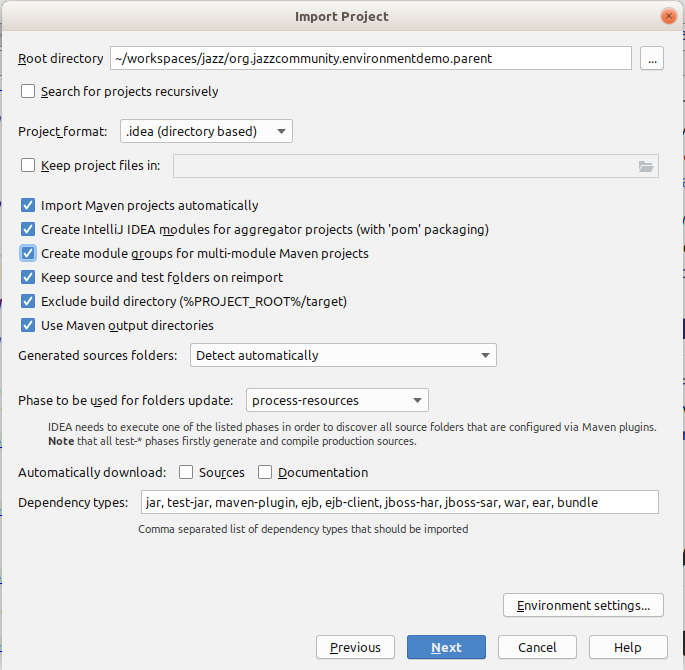 Import Project
Root directory ~/workspaces/jazz/org.jazzcommunity.environmentdemo.parent ...
Search for projects recursively
Project format: .idea (directory based)
Keep project files in:
Import Maven projects automatically
Create IntelliJ IDEA modules for aggregator projects (with 'pom' packaging)
Create module groups for multi-module Maven projects
Keep source and test folders on reimport
Exclude build directory (%PROJECT_ROOT%/target)
Use Maven output directories
Generated sources folders: Detect automatically
Phase to be used for folders update: process-resources
IDEA needs to execute one of the listed phases in order to discover all source folders that are configured via Maven plugins.
Note that all test-* phases firstly generate and compile production sources.
Automatically download: Sources Documentation
Dependency types: jar, test-jar, maven-plugin, ejb, ejb-client, jboss-har, jboss-sar, war, ear, bundle
Comma separated list of dependency types that should be imported
Environment settings...
Previous Next Cancel Help